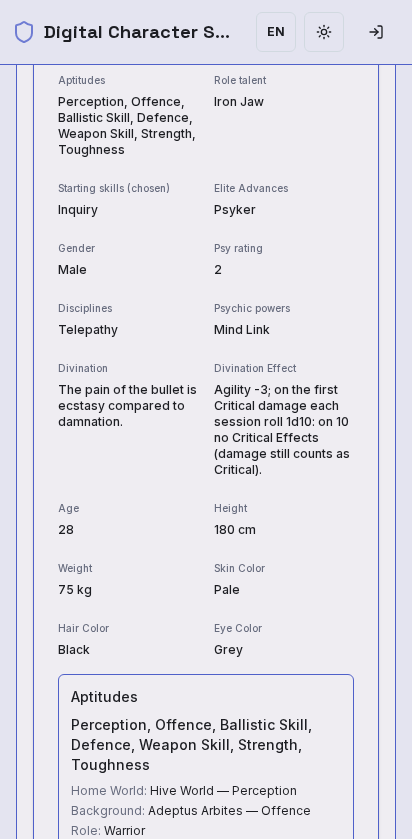 Digital Character S...
EN
Aptitudes
Perception, Offence,
Ballistic Skill, Defence,
Weapon Skill, Strength,
Toughness
Role talent
Iron Jaw
Starting skills (chosen)
Inquiry
Elite Advances
Psyker
Gender
Male
Psy rating
2
Disciplines
Telepathy
Psychic powers
Mind Link
Divination
The pain of the bullet is
ecstasy compared to
damnation.
Divination Effect
Agility -3; on the first
Critical damage each
session roll 1d10: on 10
no Critical Effects
(damage still counts as
Critical).
Age
28
Height
180 cm
Weight
75 kg
Skin Color
Pale
Hair Color
Black
Eye Color
Grey
Aptitudes
Perception, Offence, Ballistic Skill,
Defence, Weapon Skill, Strength,
Toughness
Home World: Hive World — Perception
Background: Adeptus Arbites — Offence
Role: Warrior